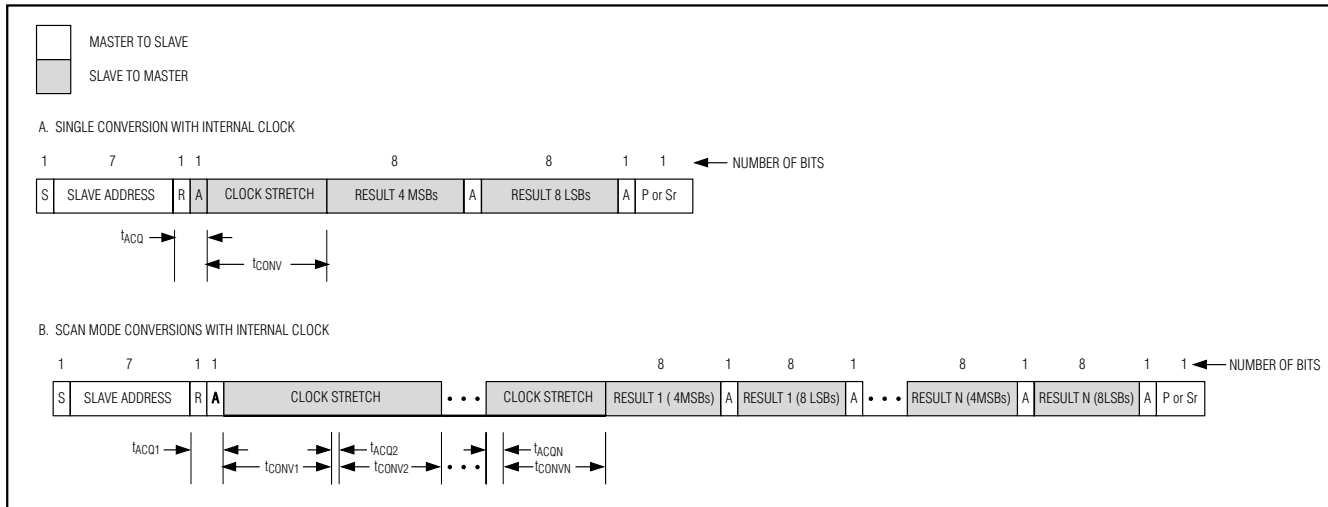 MASTER TO SLAVE
SLAVE TO MASTER
A. SINGLE CONVERSION WITH INTERNAL CLOCK
1 7 1 1 8 8 1 1 NUMBER OF BITS
S SLAVE ADDRESS R A CLOCK STRETCH RESULT 4 MSBs A RESULT 8 LSBs A P or Sr
tACQ
tCONV
B. SCAN MODE CONVERSIONS WITH INTERNAL CLOCK
1 7 1 1 8 1 8 1 8 1 8 1 1 NUMBER OF BITS
S SLAVE ADDRESS R A CLOCK STRETCH • • • CLOCK STRETCH RESULT 1 ( 4MSBs) A RESULT 1 (8 LSBs) A • • • RESULT N (4MSBs) A RESULT N (8LSBs) A P or Sr
tACQ1 tACQ2 tACQN
tCONV1 tCONV2 • • • tCONVN